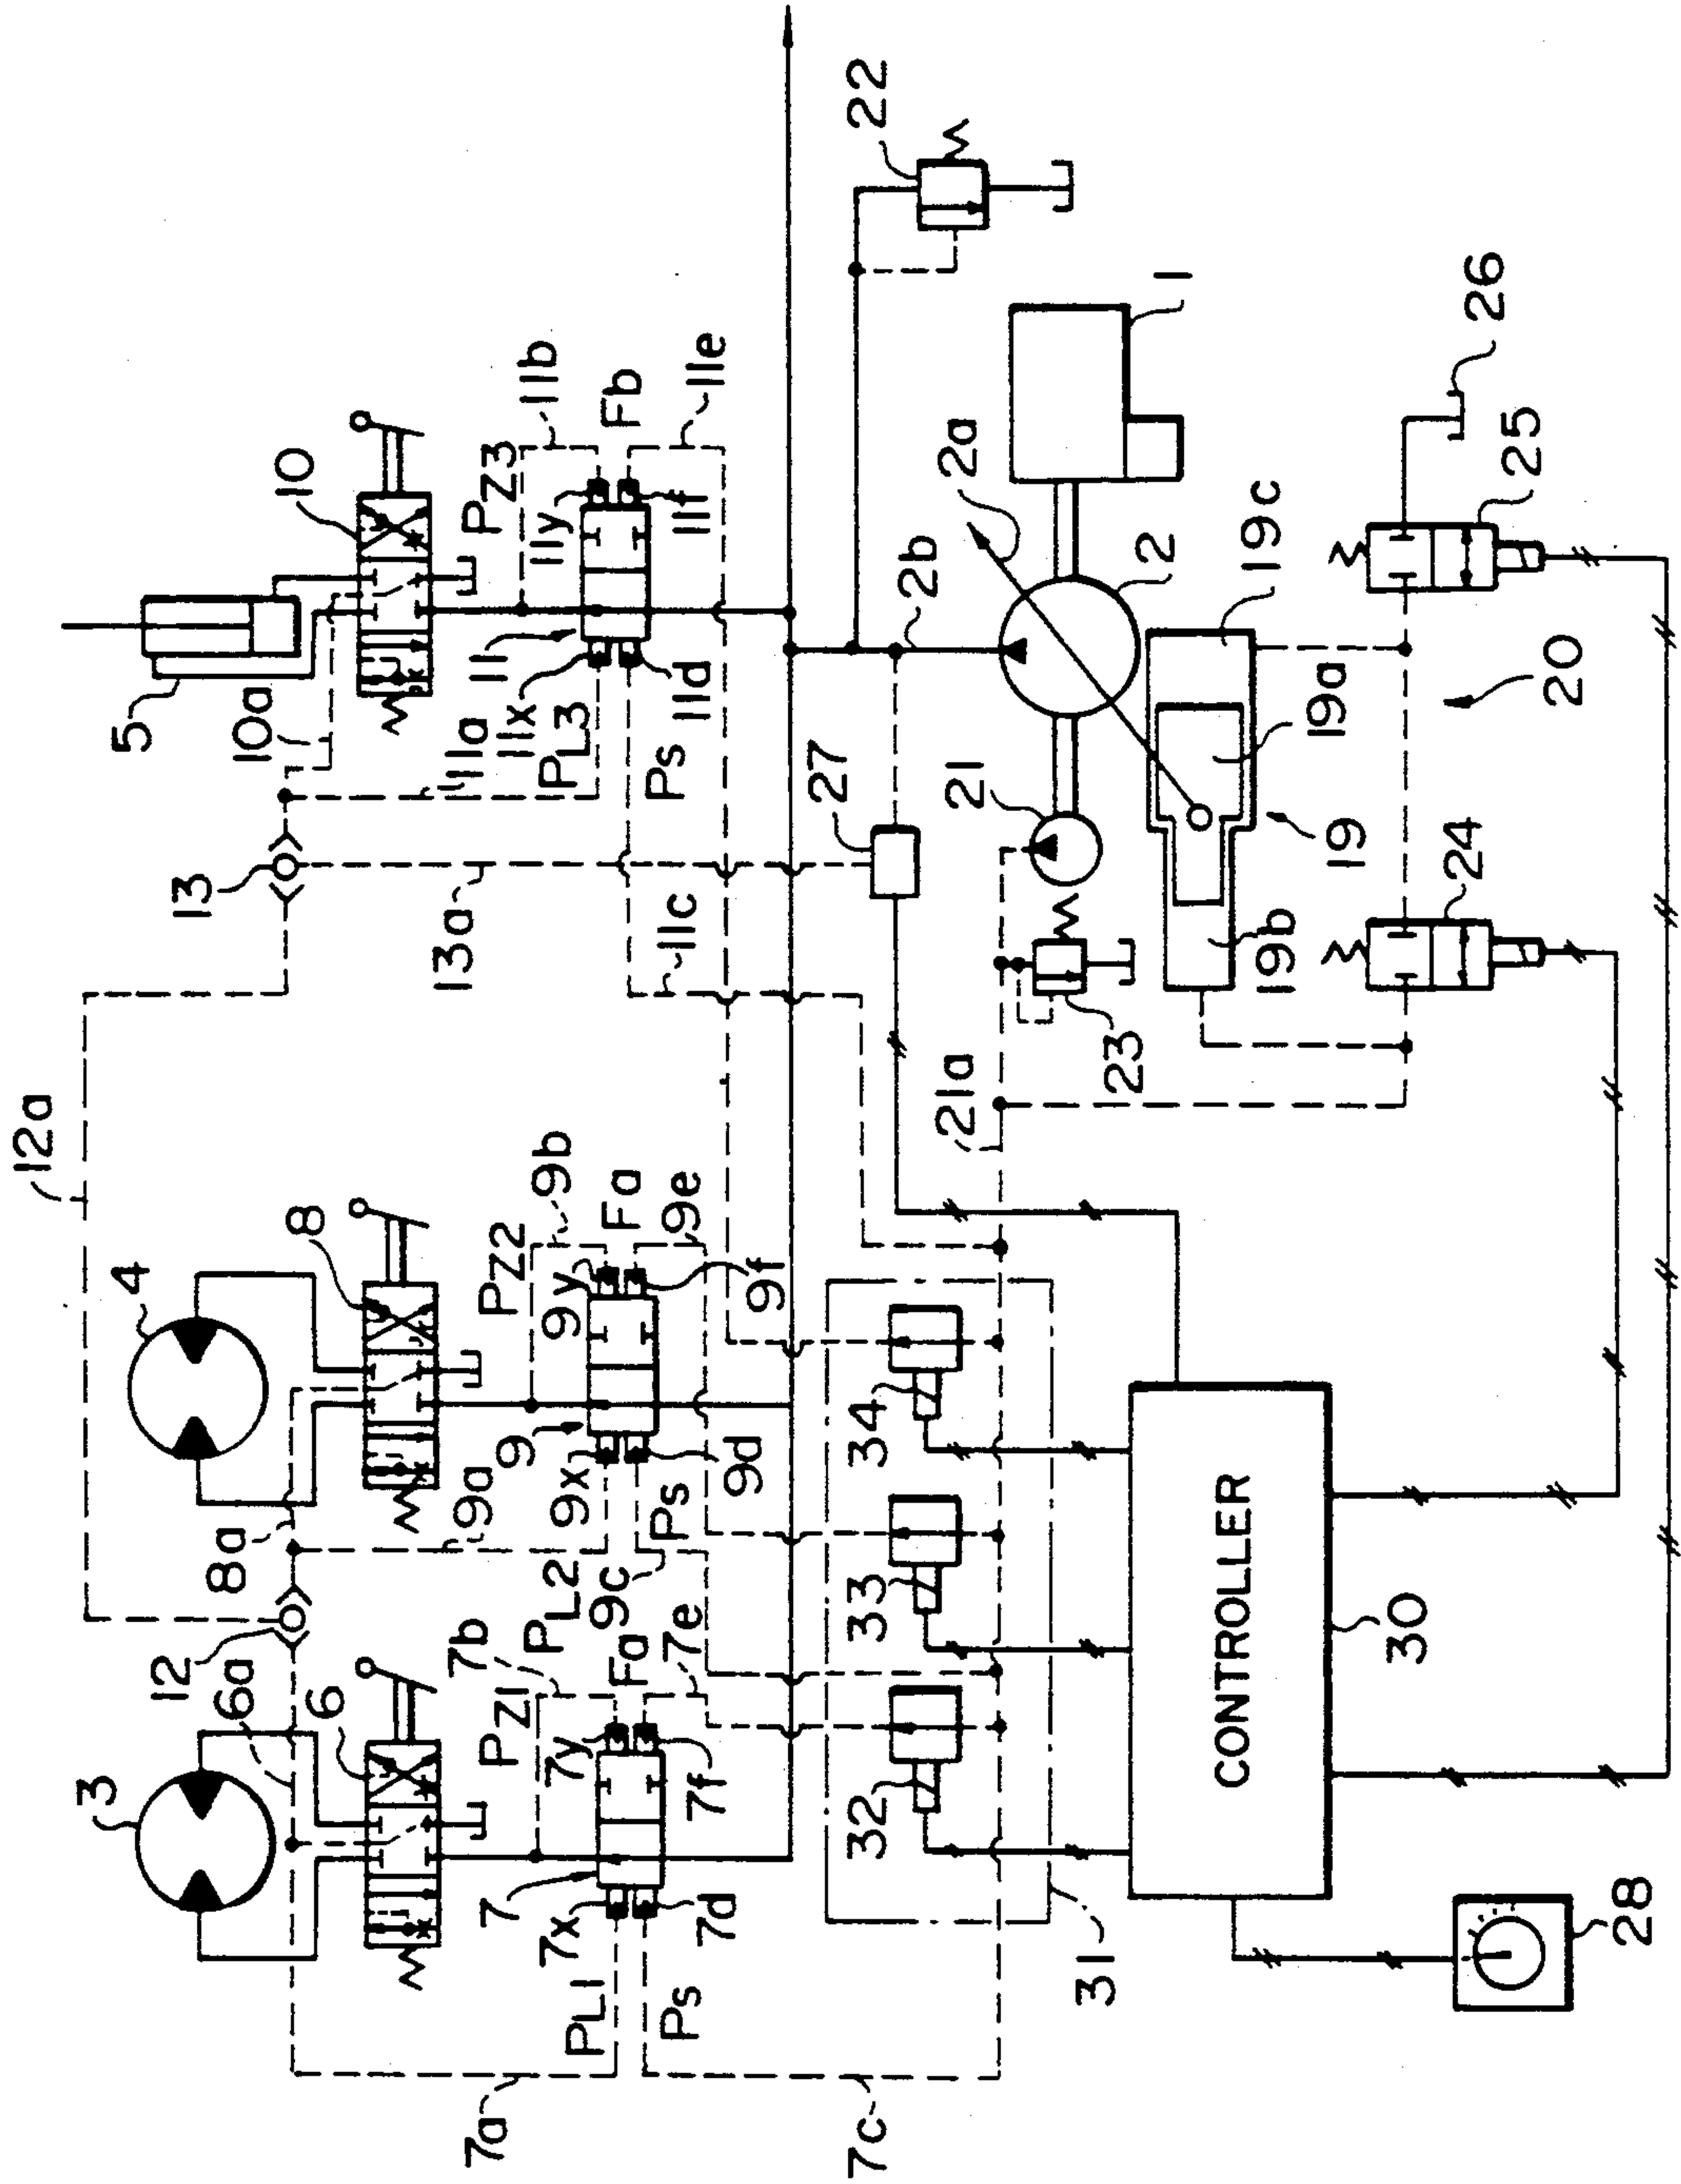 12a
3
4
5
12
13
6a
8a
10a
6
8
10
7a
9a
13a
11a
7b
PZ1
PZ2
PZ3
7
9
11
9b
11b
7x
7y
PL2
9x
9y
11x
11y
PL1
9c
PL3
Fa
Fa
Fb
Ps
7e
Ps
9e
11c
Ps
11e
7d
7f
9d
9f
11d
7c
32
33
34
27
22
2b
21a
21
2a
31
23
2
1
CONTROLLER
19b
19c
19
19a
30
24
26
25
20
28